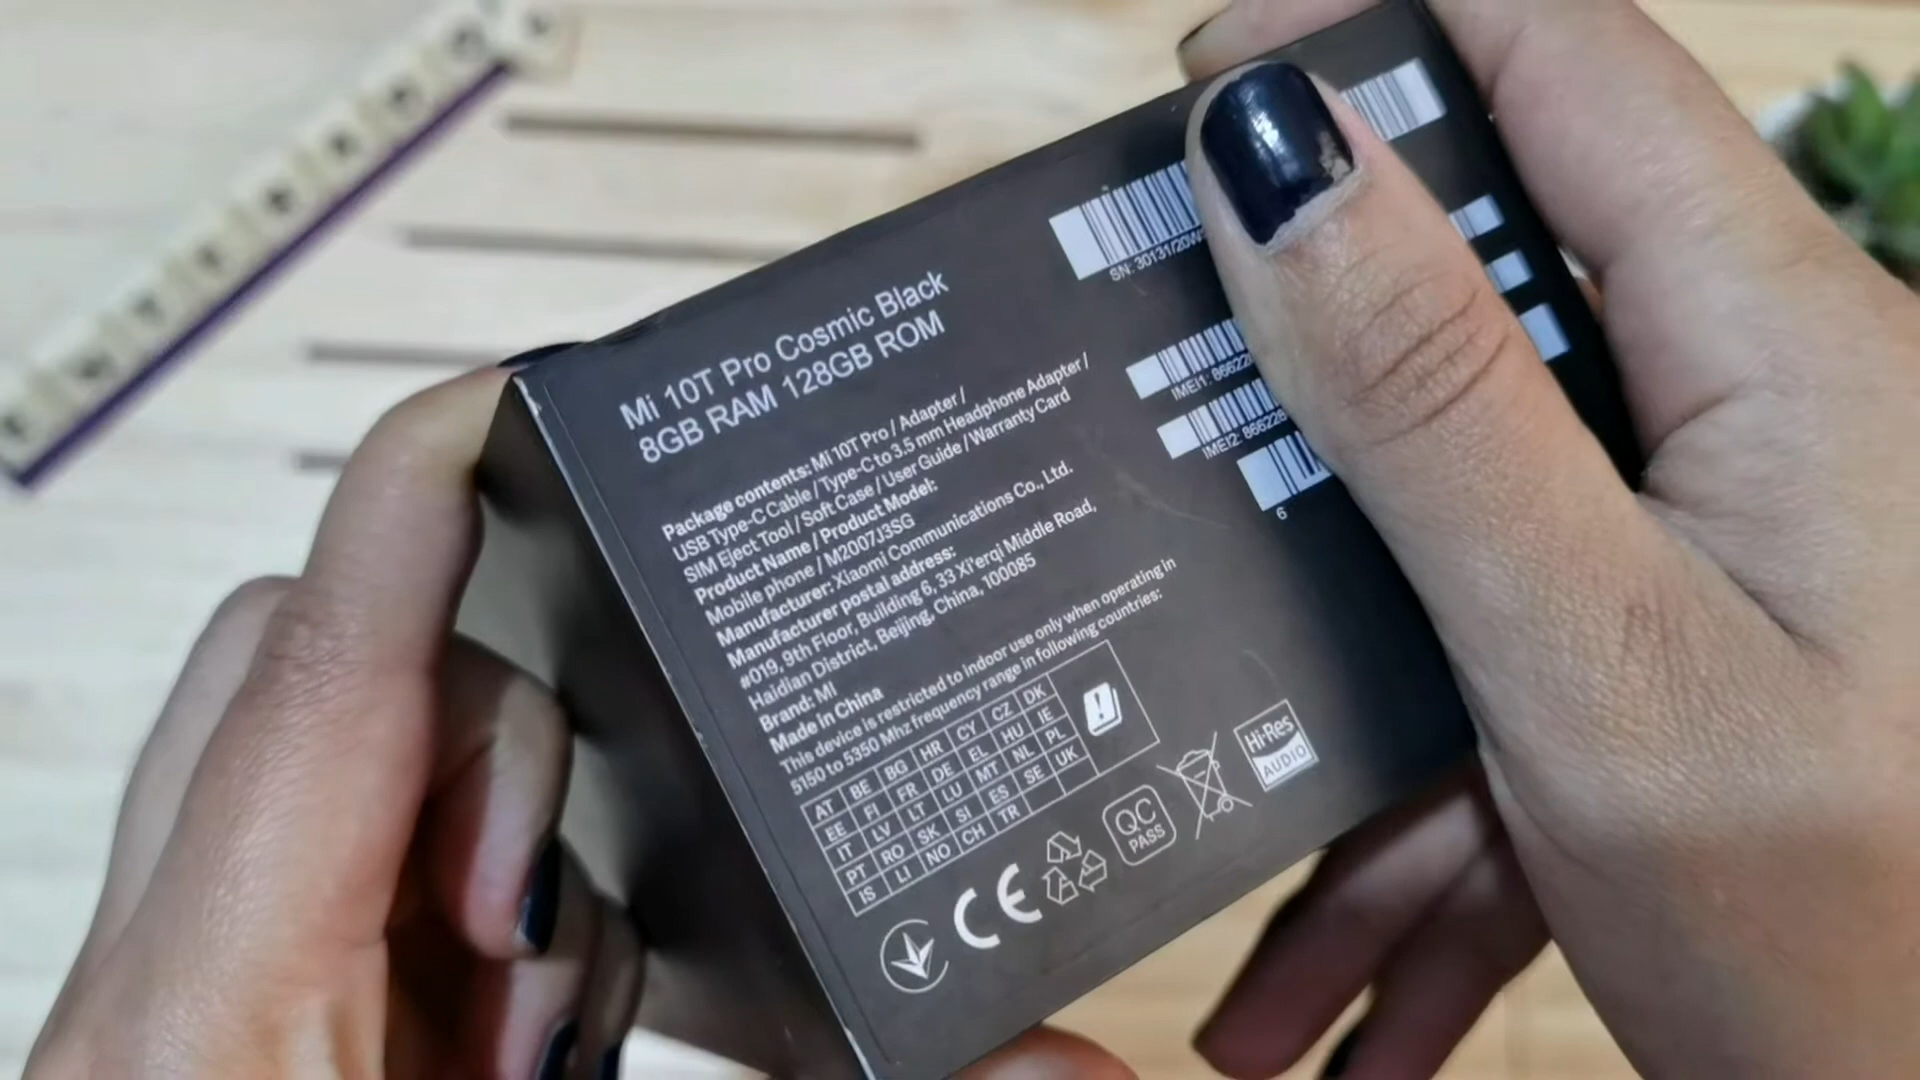 Mi 10T Pro Cosmic Black
8GB RAM 128GB ROM
Package contents: Mi 10T Pro / Adapter /
USB Type-C Cable / Type-C to 3.5 mm Headphone Adapter /
SIM Eject Tool / Soft Case / User Guide / Warranty Card
Product Name / Product Model:
Mobile phone / M2007J3SG
Manufacturer: Xiaomi Communications Co., Ltd.
Manufacturer postal address:
#019, 9th Floor, Building 6, 33 Xi'erqi Middle Road,
Haidian District, Beijing, China, 100085
Brand: MI
Made in China
This device is restricted to indoor use only when operating in
5150 to 5350 Mhz frequency range in following countries:
AT BE BG HR CY CZ DK
EE FI FR DE EL HU IE
IT LV LT LU MT NL PL
PT RO SK SI ES SE UK
IS LI NO CH TR
CE
QC
PASS
Hi-Res
AUDIO
SN: 30131/20W
IMEI1: 86622
IMEI2: 866226
6